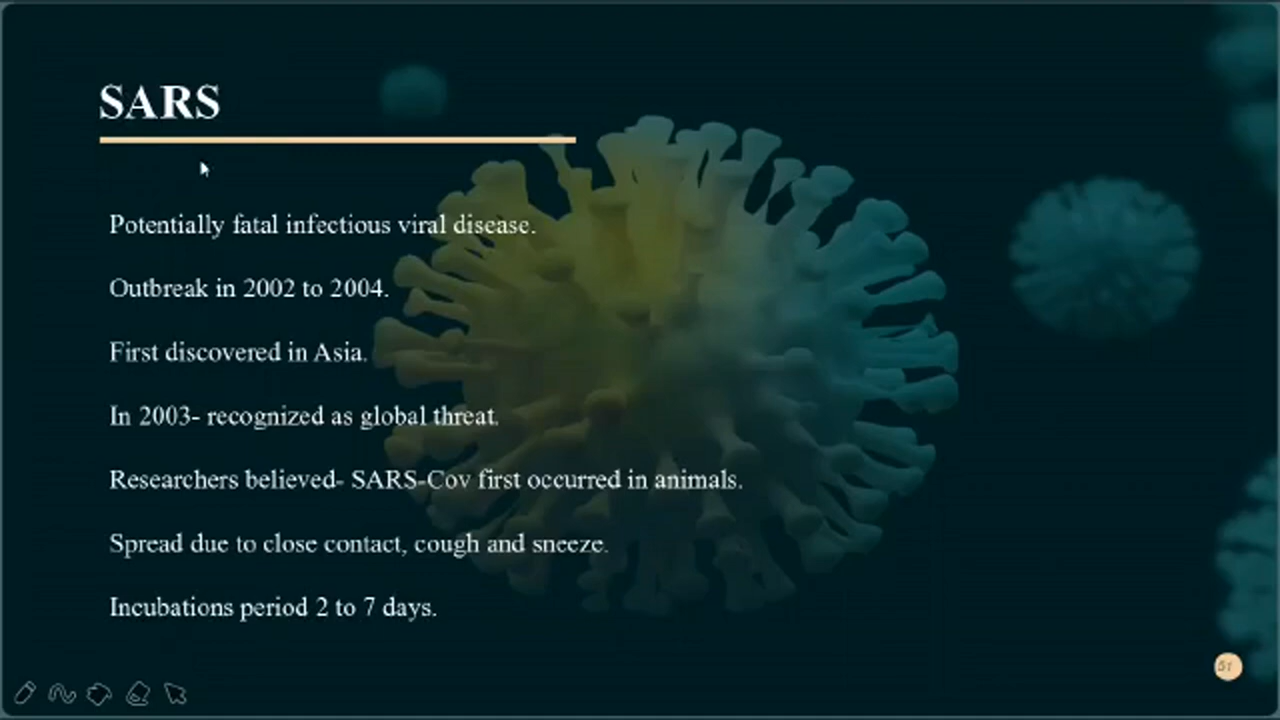 SARS
Potentially fatal infectious viral disease.
Outbreak in 2002 to 2004.
First discovered in Asia.
In 2003- recognized as global threat.
Researchers believed- SARS-Cov first occurred in animals.
Spread due to close contact, cough and sneeze.
Incubations period 2 to 7 days.
51